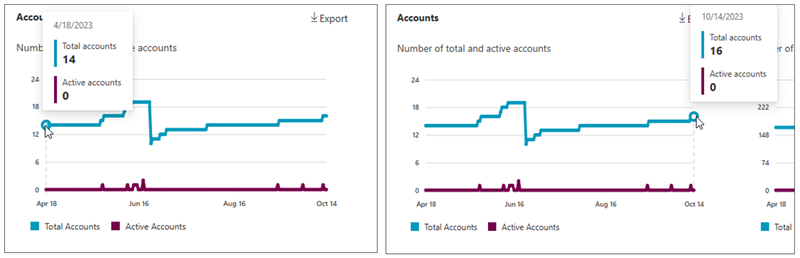 Accou
Export
4/18/2023
Total accounts
14
Active accounts
0
Numb
e accounts
24
18
12
6
0
Apr 18
Jun 16
Aug 16
Oct 14
Total Accounts
Active Accounts
Accounts
E
10/14/2023
Total accounts
16
Active accounts
0
Number of total and active accounts
er of
24
18
12
6
0
222
148
74
0
Apr 18
Jun 16
Aug 16
Oct 14
Apr 18
Total Accounts
Active Accounts
Total